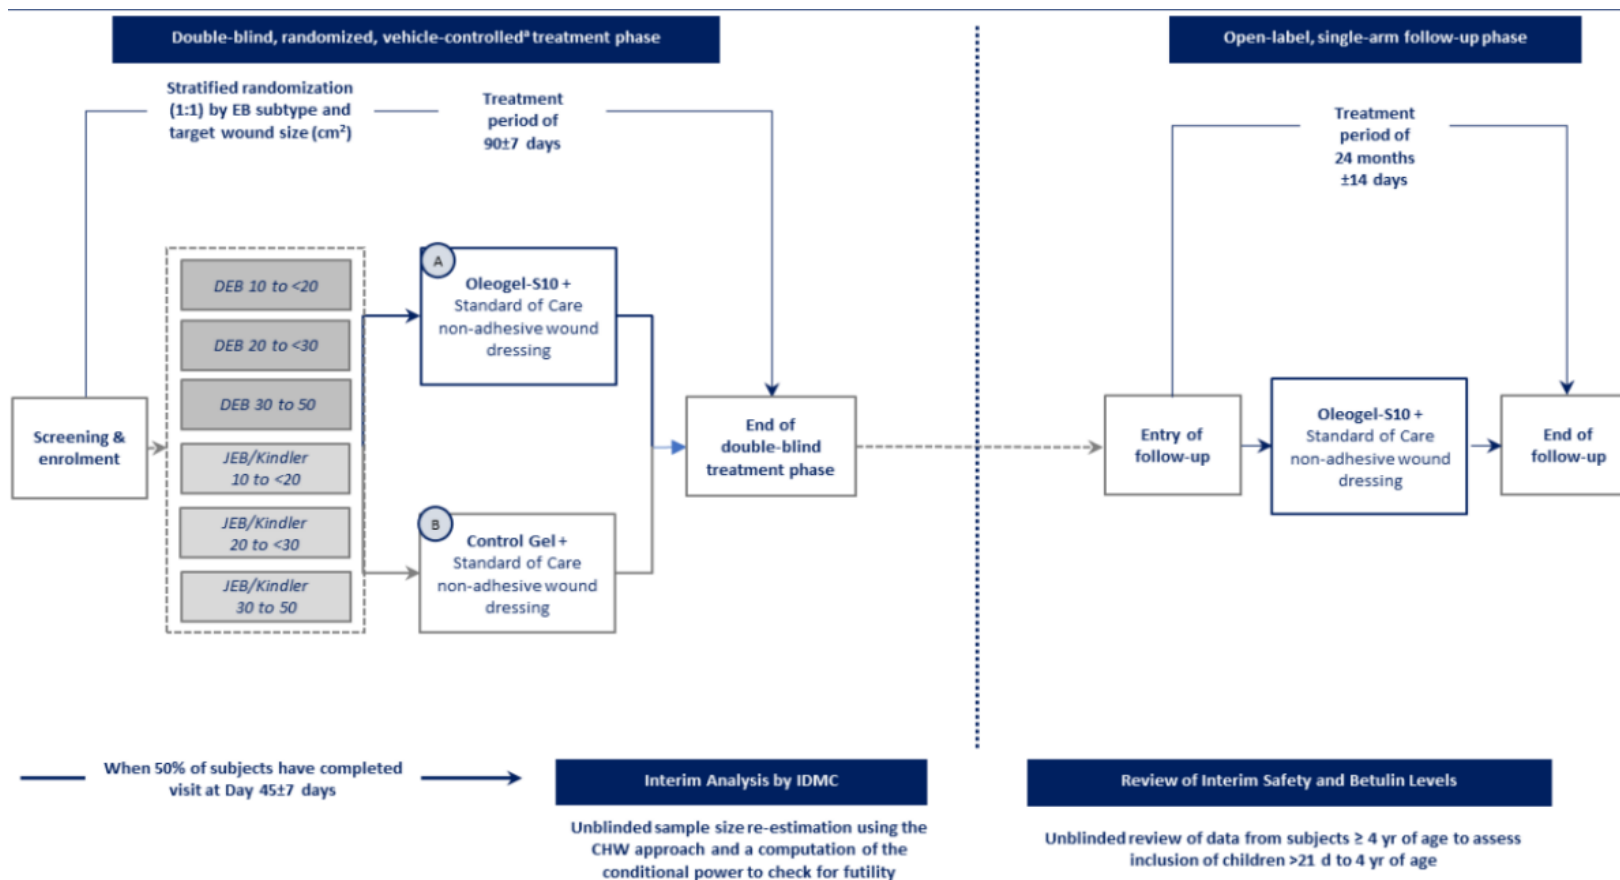 Double-blind, randomized, vehicle-controlledª treatment phase
Open-label, single-arm follow-up phase
Stratified randomization
(1:1) by EB subtype and
target wound size (cm²)
Treatment
period of
90±7 days
Treatment
period of
24 months
±14 days
DEB 10 to <20
DEB 20 to <30
DEB 30 to 50
JEB/Kindler
10 to <20
JEB/Kindler
20 to <30
JEB/Kindler
30 to 50
Screening &
enrolment
A
Oleogel-S10 +
Standard of Care
non-adhesive wound
dressing
B
Control Gel +
Standard of Care
non-adhesive wound
dressing
End of
double-blind
treatment phase
Entry of
follow-up
Oleogel-S10 +
Standard of Care
non-adhesive wound
dressing
End of
follow-up
When 50% of subjects have completed
visit at Day 45±7 days
Interim Analysis by IDMC
Unblinded sample size re-estimation using the
CHW approach and a computation of the
conditional power to check for futility
Review of Interim Safety and Betulin Levels
Unblinded review of data from subjects ≥ 4 yr of age to assess
inclusion of children >21 d to 4 yr of age